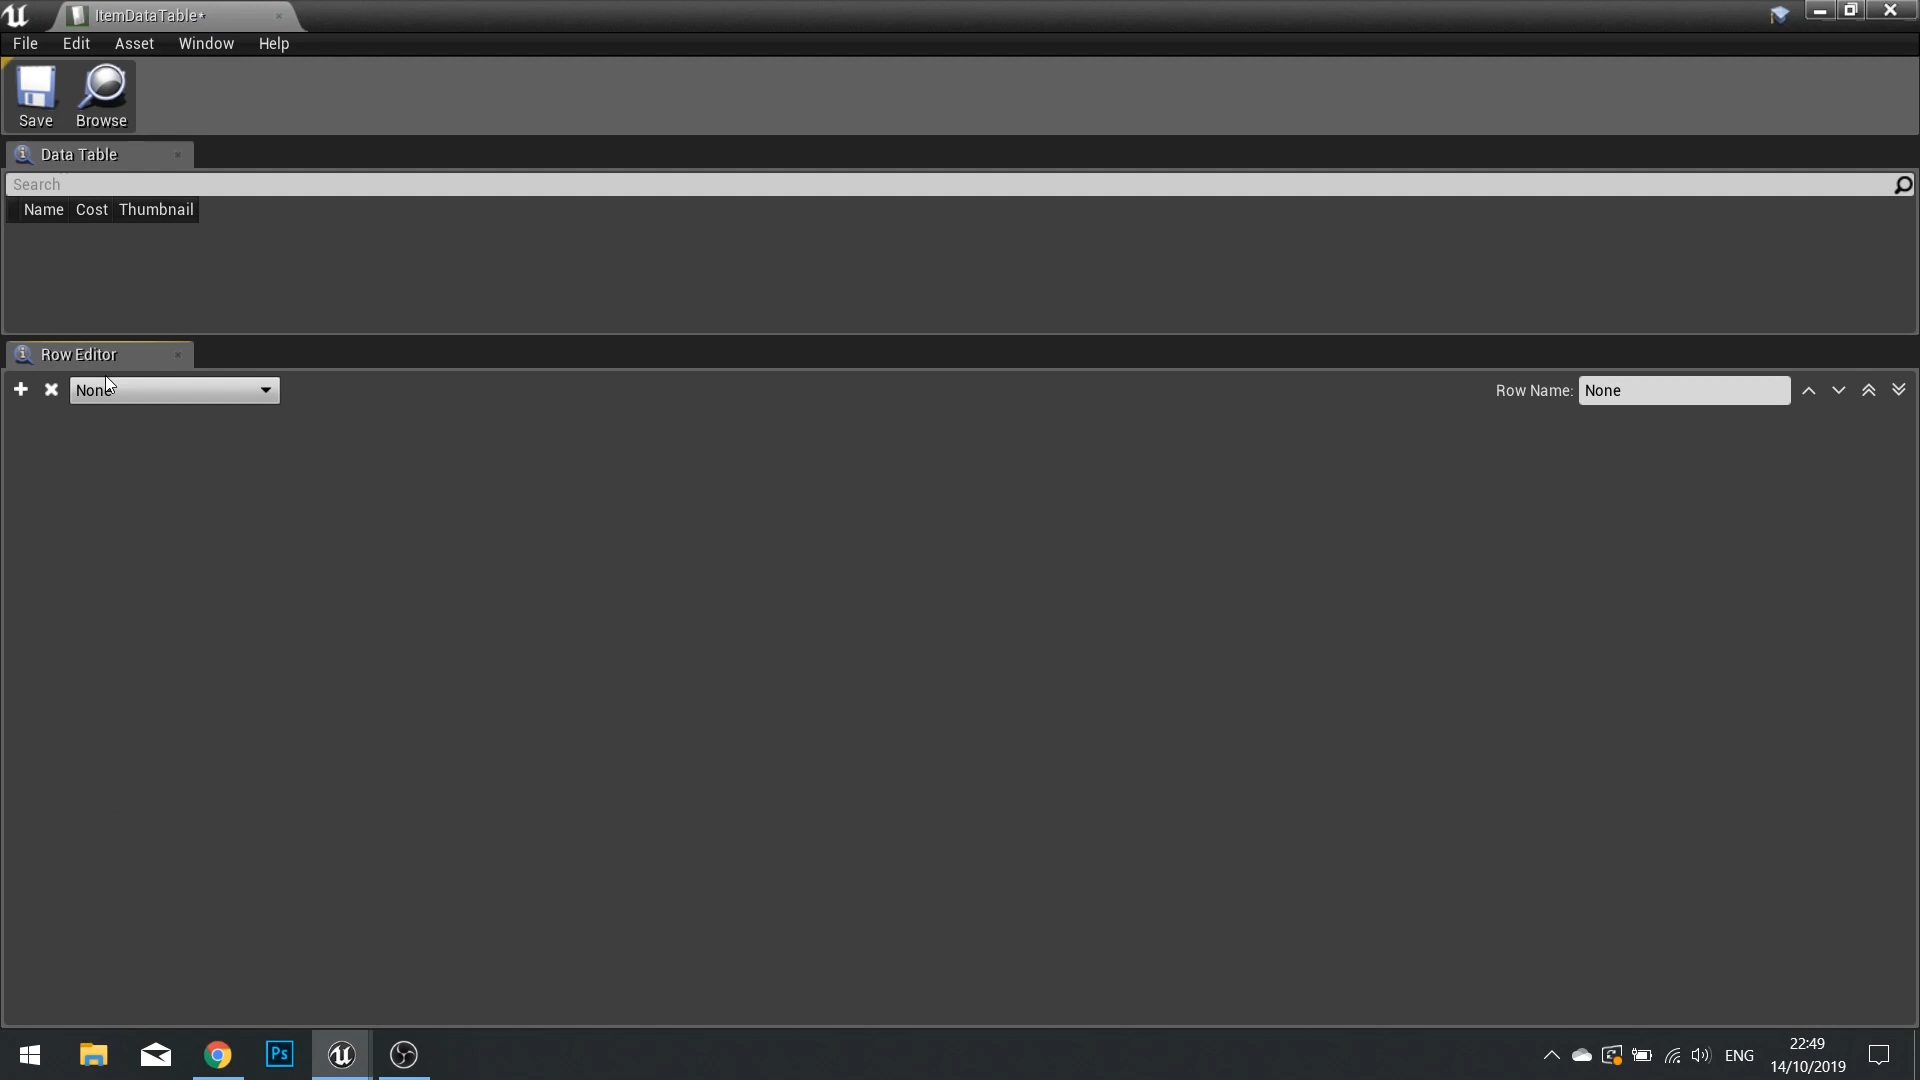 ItemDataTable*
File Edit Asset Window Help
Save Browse
Data Table
Search
Name Cost Thumbnail
Row Editor
None Row Name: None
Ps ENG 22:49
14/10/2019